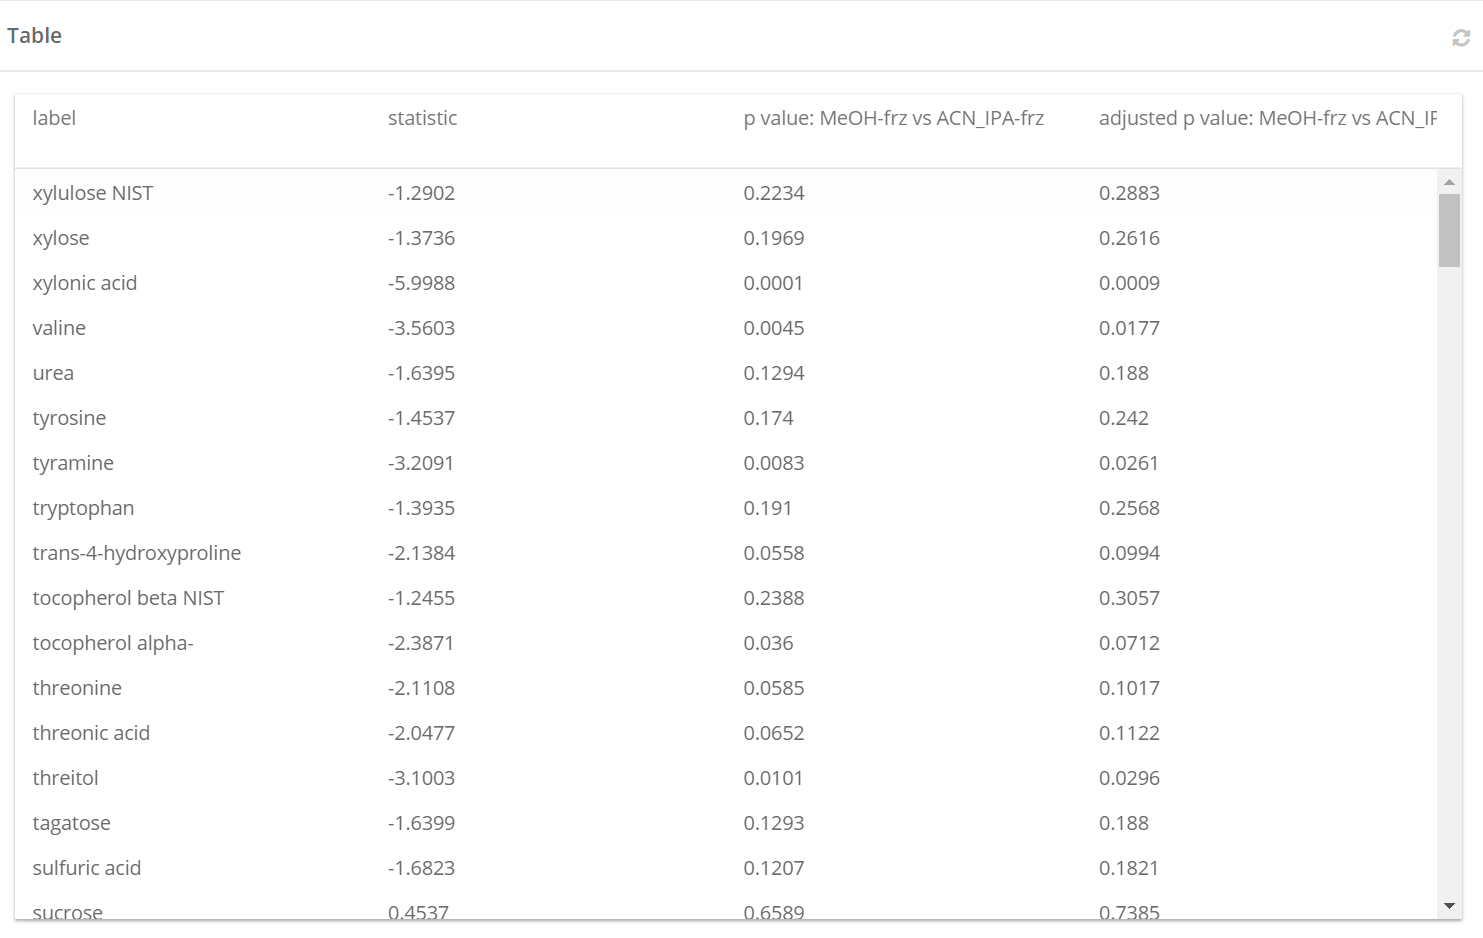 Table
label statistic p value: MeOH-frz vs ACN_IPA-frz adjusted p value: MeOH-frz vs ACN_IP
xylulose NIST -1.2902 0.2234 0.2883
xylose -1.3736 0.1969 0.2616
xylonic acid -5.9988 0.0001 0.0009
valine -3.5603 0.0045 0.0177
urea -1.6395 0.1294 0.188
tyrosine -1.4537 0.174 0.242
tyramine -3.2091 0.0083 0.0261
tryptophan -1.3935 0.191 0.2568
trans-4-hydroxyproline -2.1384 0.0558 0.0994
tocopherol beta NIST -1.2455 0.2388 0.3057
tocopherol alpha- -2.3871 0.036 0.0712
threonine -2.1108 0.0585 0.1017
threonic acid -2.0477 0.0652 0.1122
threitol -3.1003 0.0101 0.0296
tagatose -1.6399 0.1293 0.188
sulfuric acid -1.6823 0.1207 0.1821
sucrose 0.4537 0.6589 0.7385